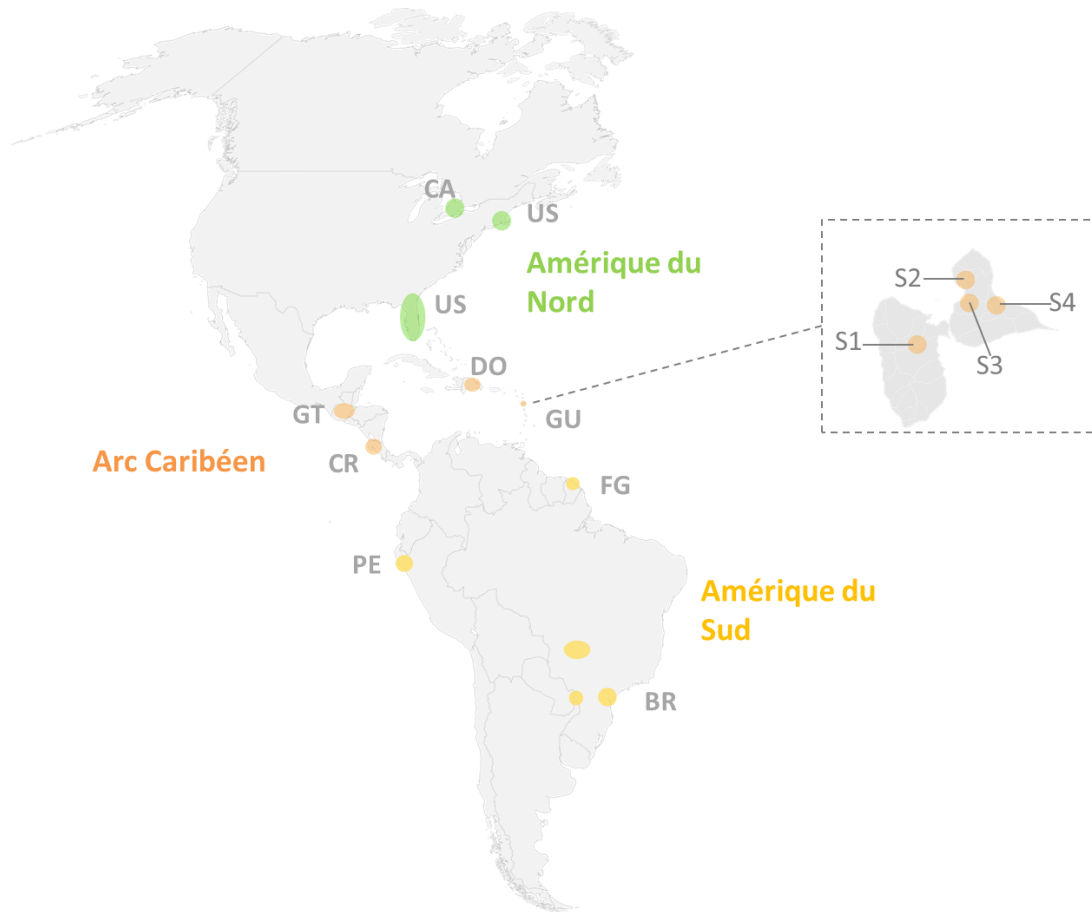 CA
US
Amérique du
Nord
US
S2
S4
S1
S3
DO
GT
GU
Arc Caribéen
CR
FG
PE
Amérique du
Sud
BR